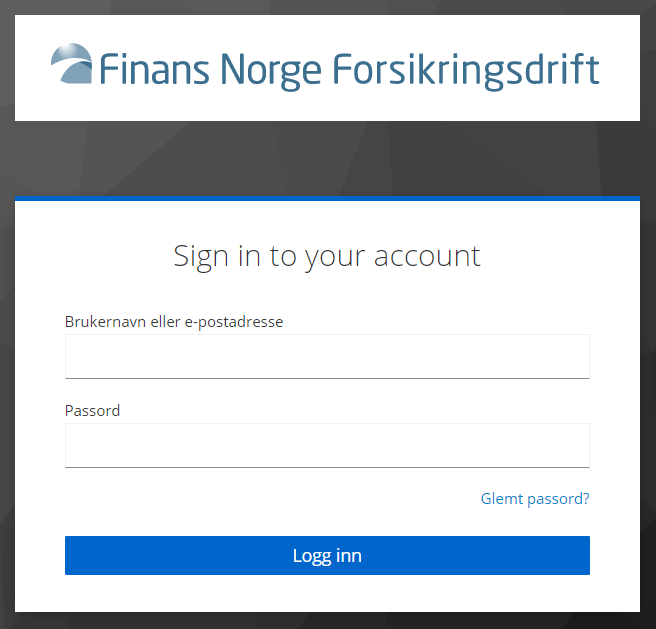 Finans Norge Forsikringsdrift
Sign in to your account
Brukernavn eller e-postadresse
Passord
Glemt passord?
Logg inn